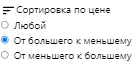 Сортировка по цене
Любой
От большего к меньшему
От меньшего к большему